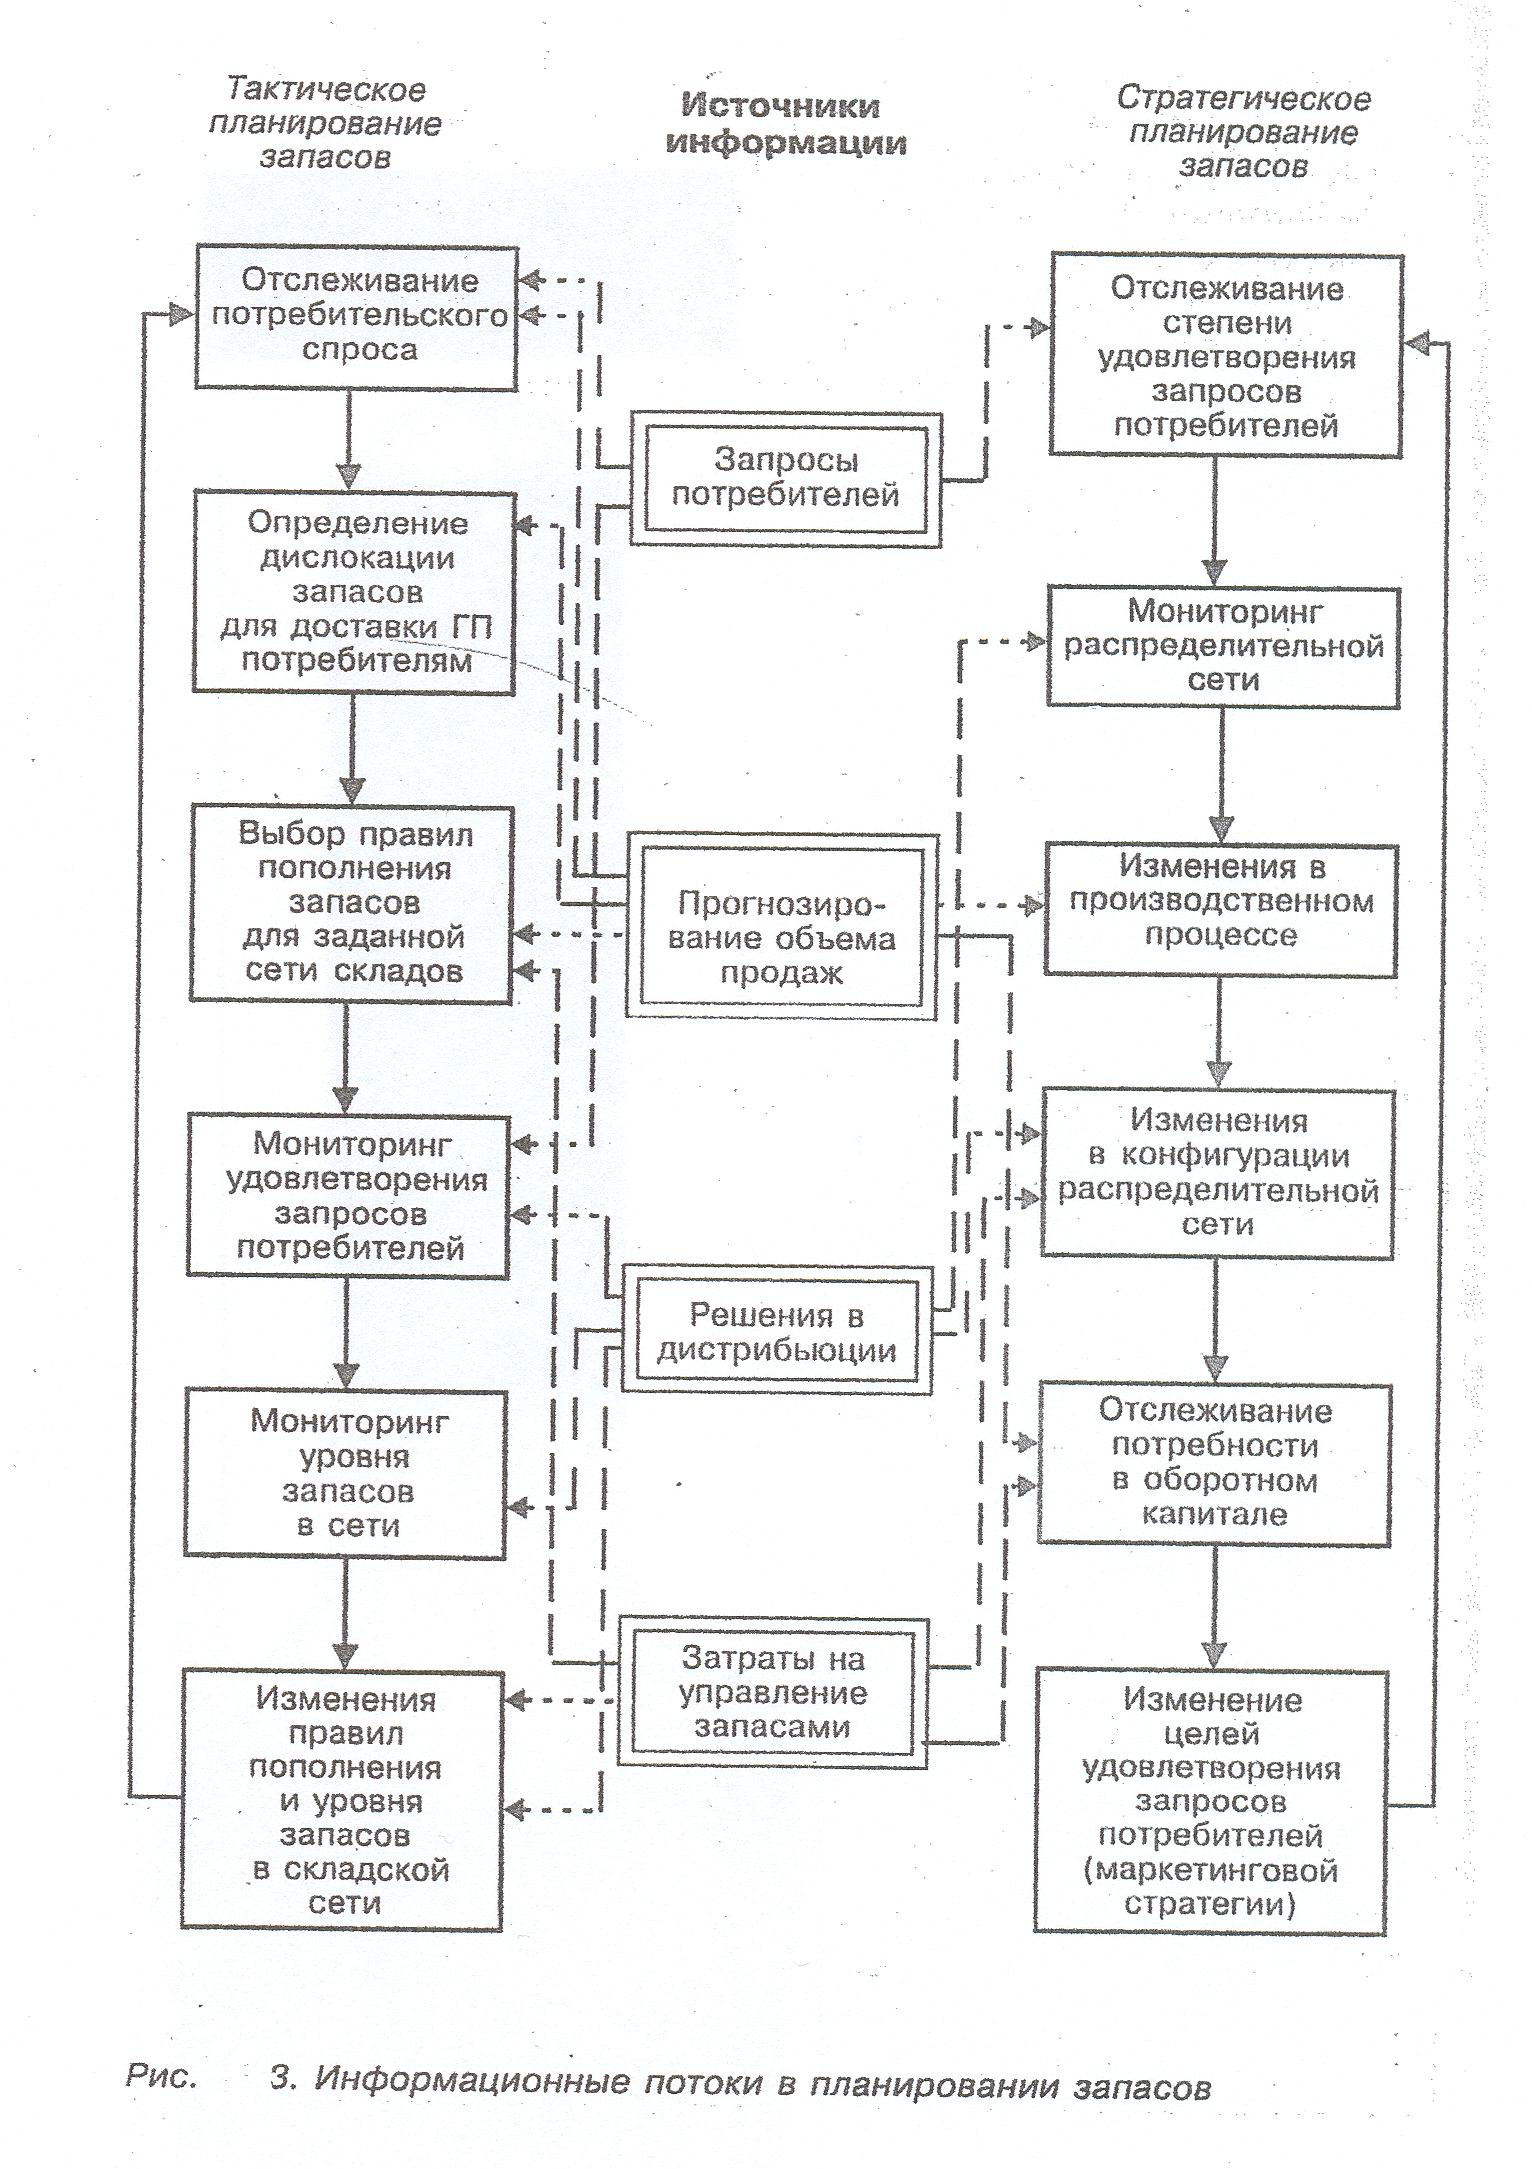 Тактическое
планирование
запасов
Источники
информации
Стратегическое
планирование
запасов
Отслеживание
потребительского
спроса
Определение
дислокации
запасов
для доставки ГП
потребителям
Выбор правил
пополнения
запасов
для заданной
сети складов
Мониторинг
удовлетворения
запросов
потребителей
Мониторинг
уровня
запасов
в сети
Изменения
правил
пополнения
и уровня
запасов
в складской
сети
Запросы
потребителей
Прогнозиро-
вание объема
продаж
Решения в
дистрибьюции
Затраты на
управление
запасами
Отслеживание
степени
удовлетворения
запросов
потребителей
Мониторинг
распределительной
сети
Изменения в
производственном
процессе
Изменения
в конфигурации
распределительной
сети
Отслеживание
потребности
в оборотном
капитале
Изменение
целей
удовлетворения
запросов
потребителей
(маркетинговой
стратегии)
Рис. 3. Информационные потоки в планировании запасов